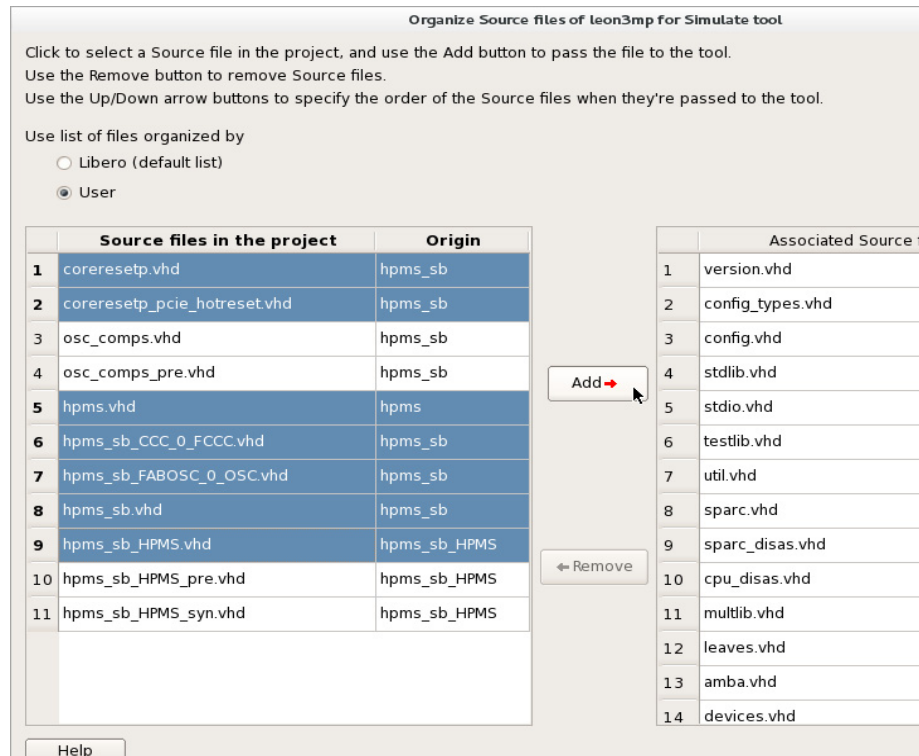 Organize Source files of leon3mp for Simulate tool
Click to select a Source file in the project, and use the Add button to pass the file to the tool.
Use the Remove button to remove Source files.
Use the Up/Down arrow buttons to specify the order of the Source files when they're passed to the tool.
Use list of files organized by
Libero (default list)
User
Source files in the project Origin
1 coreresetp.vhd hpms_sb
2 coreresetp_pcie_hotreset.vhd hpms_sb
3 osc_comps.vhd hpms_sb
4 osc_comps_pre.vhd hpms_sb
5 hpms.vhd hpms
6 hpms_sb_CCC_0_FCCC.vhd hpms_sb
7 hpms_sb_FABOSC_0_OSC.vhd hpms_sb
8 hpms_sb.vhd hpms_sb
9 hpms_sb_HPMS.vhd hpms_sb_HPMS
10 hpms_sb_HPMS_pre.vhd hpms_sb_HPMS
11 hpms_sb_HPMS_syn.vhd hpms_sb_HPMS
Add
Remove
Associated Source
1 version.vhd
2 config_types.vhd
3 config.vhd
4 stdlib.vhd
5 stdio.vhd
6 testlib.vhd
7 util.vhd
8 sparc.vhd
9 sparc_disas.vhd
10 cpu_disas.vhd
11 multlib.vhd
12 leaves.vhd
13 amba.vhd
14 devices.vhd
Help